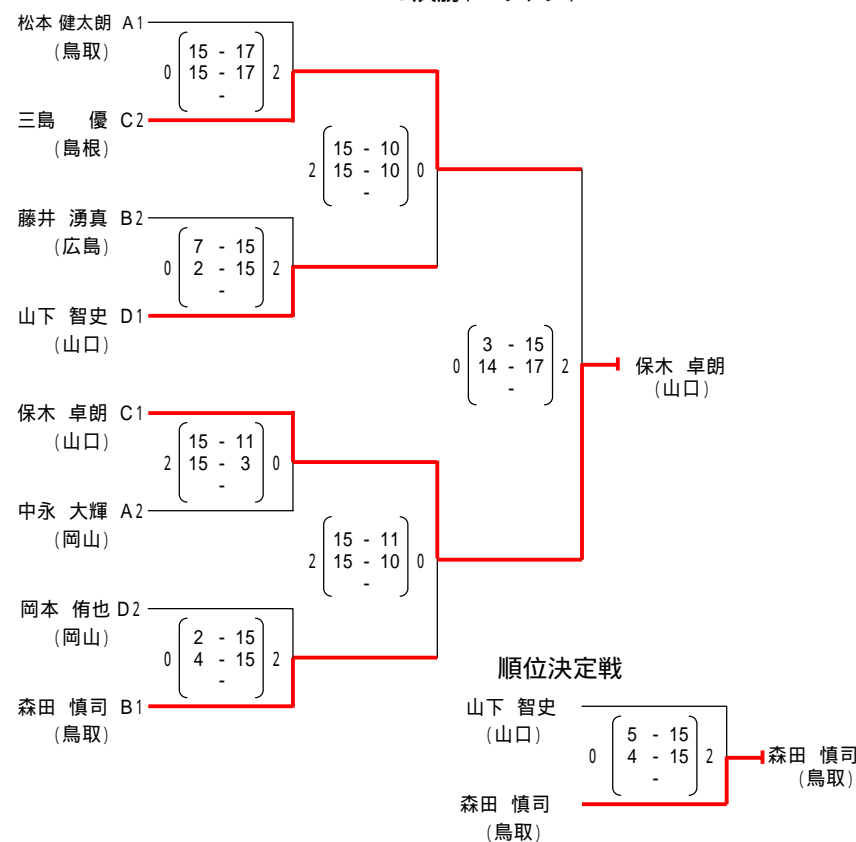 松本 健太朗 A1
(鳥取)
0 15 - 17 2
15 - 17
-
三島 優 C2
(島根)
2 15 - 10 0
15 - 10
-
藤井 湧真 B2
(広島)
0 7 - 15 2
2 - 15
-
山下 智史 D1
(山口)
0 3 - 15 2
14 - 17
-
保木 卓朗
(山口)
保木 卓朗 C1
(山口)
2 15 - 11 0
15 - 3
-
中永 大輝 A2
(岡山)
2 15 - 11 0
15 - 10
-
岡本 侑也 D2
(岡山)
0 2 - 15 2
4 - 15
-
森田 慎司 B1
(鳥取)
順位決定戦
山下 智史
(山口)
0 5 - 15 2
4 - 15
-
森田 慎司
(鳥取)
森田 慎司
(鳥取)